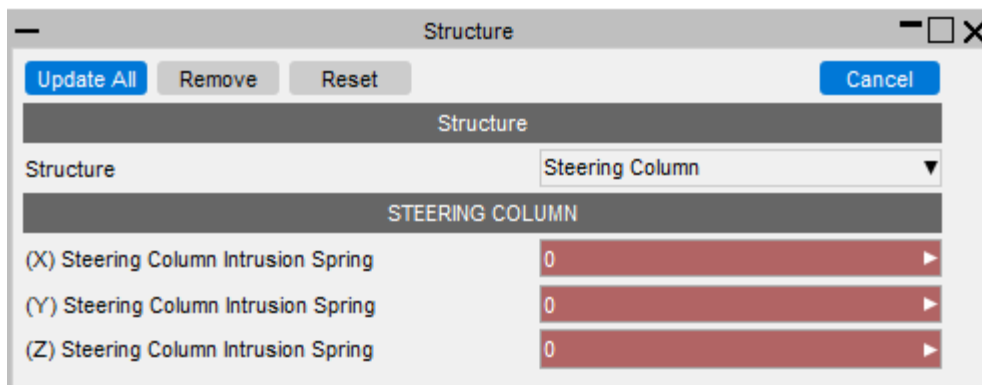 Structure
Update All Remove Reset Cancel
Structure
Structure Steering Column
STEERING COLUMN
(X) Steering Column Intrusion Spring 0
(Y) Steering Column Intrusion Spring 0
(Z) Steering Column Intrusion Spring 0